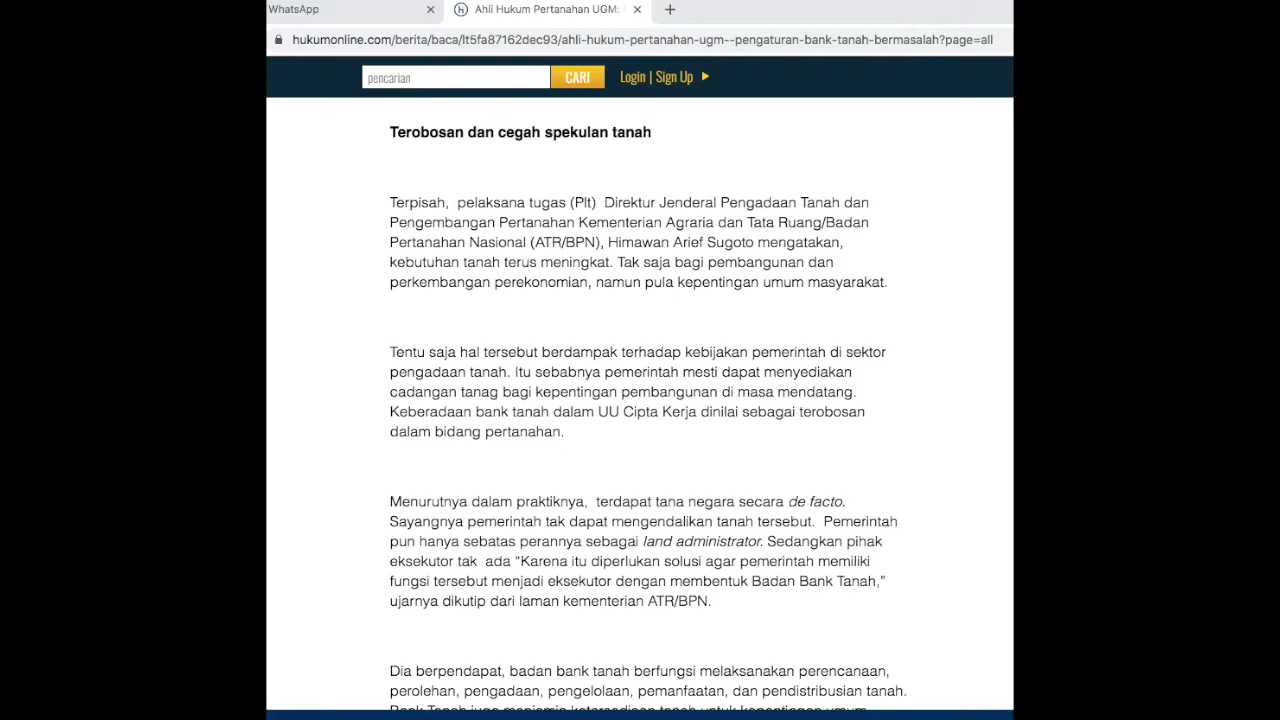 WhatsApp
Ahli Hukum Pertanahan UGM:
hukumonline.com/berita/baca/lt5fa87162dec93/ahli-hukum-pertanahan-ugm--pengaturan-bank-tanah-bermasalah?page=all
pencarian CARI Login | Sign Up
Terobosan dan cegah spekulan tanah
Terpisah, pelaksana tugas (Plt) Direktur Jenderal Pengadaan Tanah dan
Pengembangan Pertanahan Kementerian Agraria dan Tata Ruang/Badan
Pertanahan Nasional (ATR/BPN), Himawan Arief Sugoto mengatakan,
kebutuhan tanah terus meningkat. Tak saja bagi pembangunan dan
perkembangan perekonomian, namun pula kepentingan umum masyarakat.
Tentu saja hal tersebut berdampak terhadap kebijakan pemerintah di sektor
pengadaan tanah. Itu sebabnya pemerintah mesti dapat menyediakan
cadangan tanag bagi kepentingan pembangunan di masa mendatang.
Keberadaan bank tanah dalam UU Cipta Kerja dinilai sebagai terobosan
dalam bidang pertanahan.
Menurutnya dalam praktiknya, terdapat tana negara secara de facto.
Sayangnya pemerintah tak dapat mengendalikan tanah tersebut. Pemerintah
pun hanya sebatas perannya sebagai land administrator. Sedangkan pihak
eksekutor tak ada “Karena itu diperlukan solusi agar pemerintah memiliki
fungsi tersebut menjadi eksekutor dengan membentuk Badan Bank Tanah,”
ujarnya dikutip dari laman kementerian ATR/BPN.
Dia berpendapat, badan bank tanah berfungsi melaksanakan perencanaan,
perolehan, pengadaan, pengelolaan, pemanfaatan, dan pendistribusian tanah.
Bank Tanah juga menjamin ketersediaan tanah untuk kepentingan umum